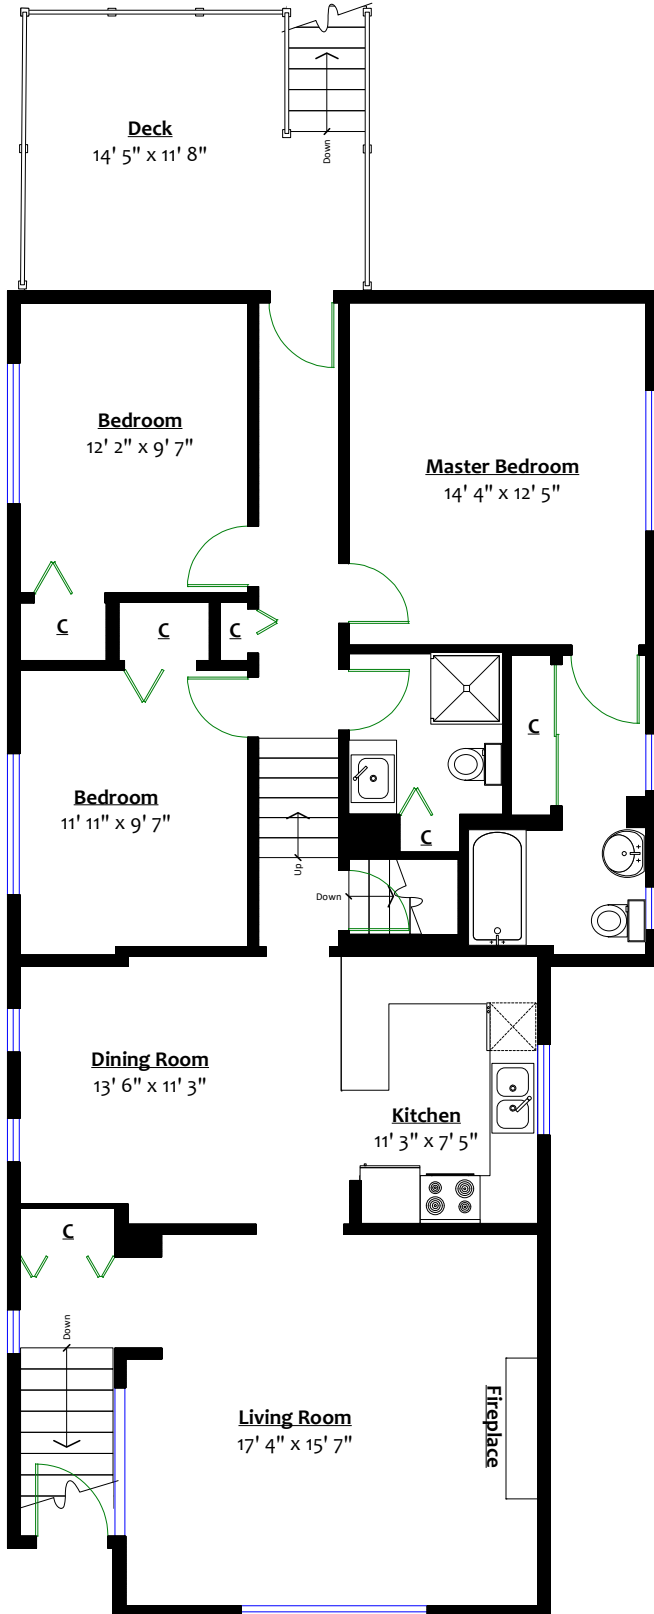 Deck
14' 5" x 11' 8"
Down
Bedroom
12' 2" x 9' 7"
Master Bedroom
14' 4" x 12' 5"
C
C
C
C
Bedroom
11' 11" x 9' 7"
C
Up
Down
Dining Room
13' 6" x 11' 3"
Kitchen
11' 3" x 7' 5"
C
Down
Living Room
17' 4" x 15' 7"
Fireplace